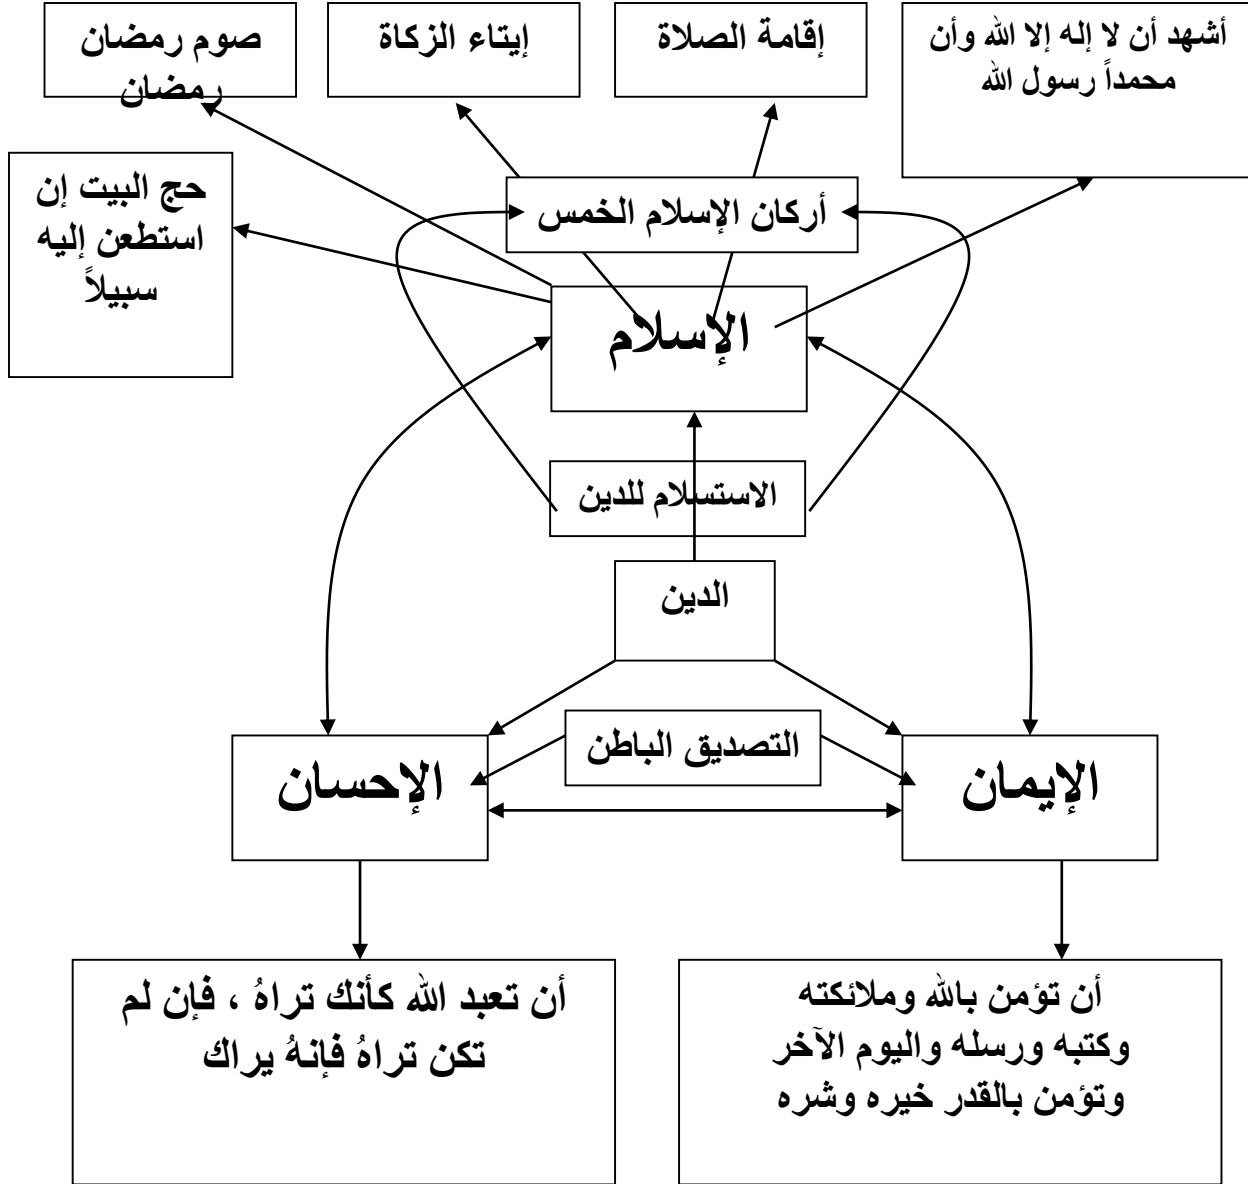 أشهد أن لا إله إلا الله وأن
محمداً رسول الله
إقامة الصلاة
إيتاء الزكاة
صوم رمضان
رمضان
حج البيت إن
استطعن إليه
سبيلاً
أركان الإسلام الخمس
الإسلام
الاستسلام للدين
الدين
التصديق الباطن
الإيمان
الإحسان
أن تؤمن بالله وملائكته
وكتبه ورسله واليوم الآخر
وتؤمن بالقدر خيره وشره
أن تعبد الله كأنك تراهُ ، فإن لم
تكن تراهُ فإنهُ يراك